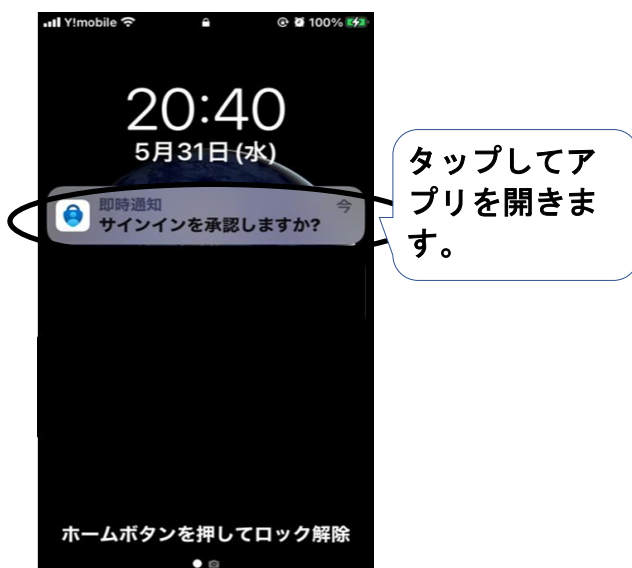 Y!mobile 100%
20:40
5月31日 (水)
即時通知 今
サインインを承認しますか?
タップしてア
プリを開きま
す。
ホームボタンを押してロック解除